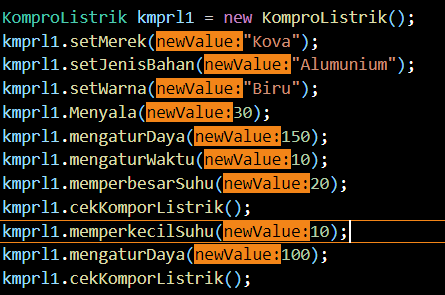 KomproListrik kmprl1 = new KomproListrik();
kmprl1.setMerek(newValue:"Kova");
kmprl1.setJenisBahan(newValue:"Alumunium");
kmprl1.setWarna(newValue:"Biru");
kmprl1.Menyala(newValue:30);
kmprl1.mengaturDaya(newValue:150);
kmprl1.mengaturWaktu(newValue:10);
kmprl1.memperbesarSuhu(newValue:20);
kmprl1.cekKomporListrik();
kmprl1.memperkecilSuhu(newValue:10);
kmprl1.mengaturDaya(newValue:100);
kmprl1.cekKomporListrik();